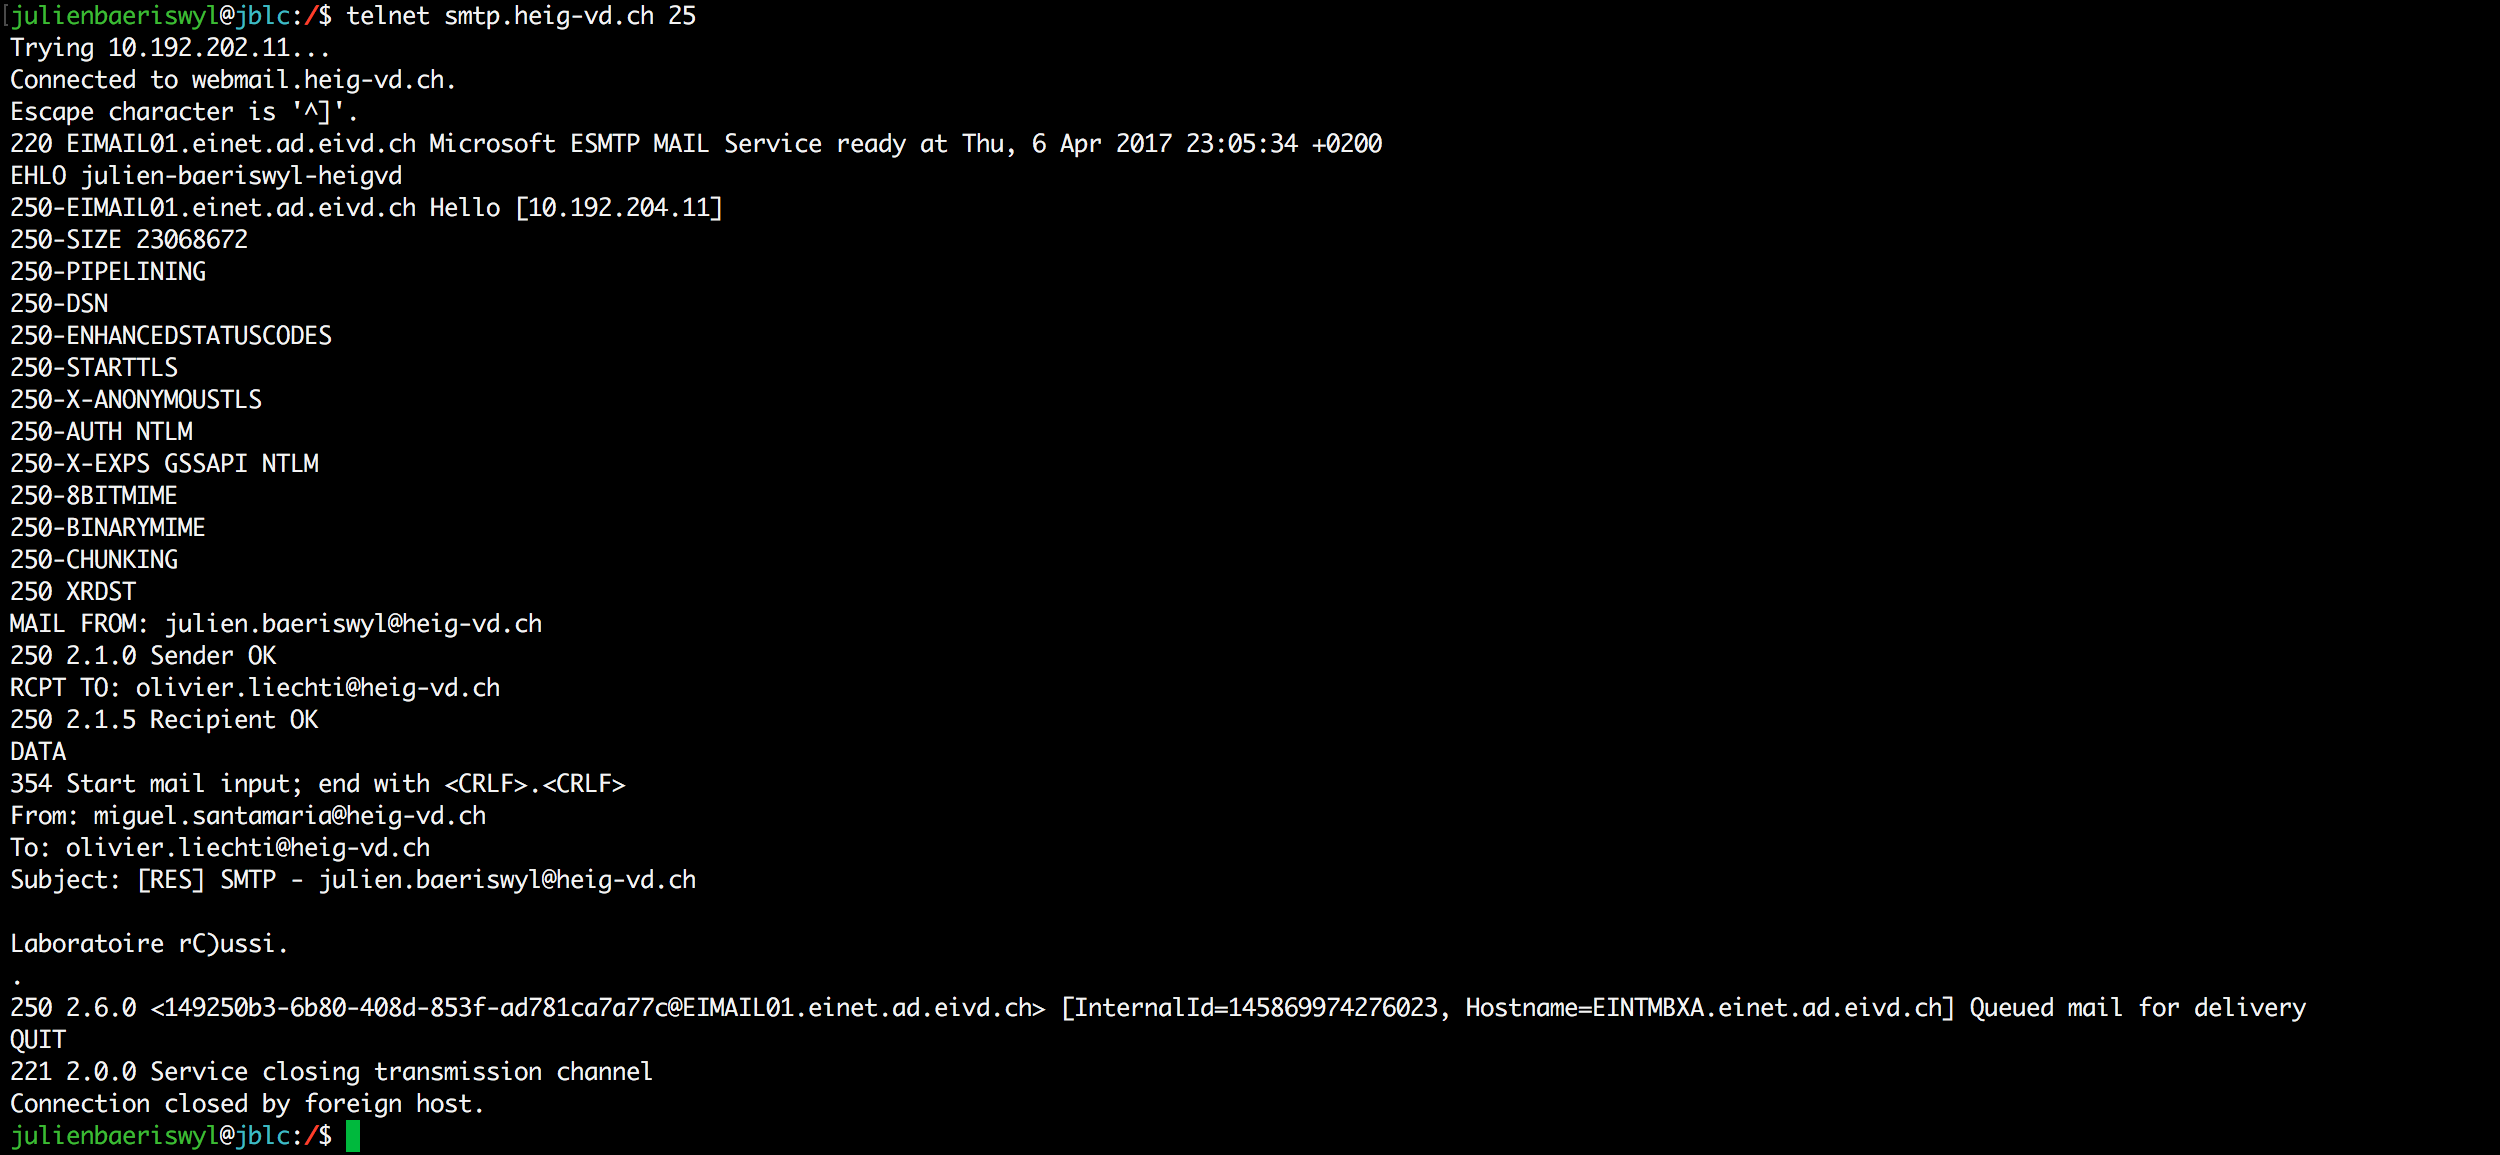 [julienbaeriswyl@jblc:/$ telnet smtp.heig-vd.ch 25
Trying 10.192.202.11...
Connected to webmail.heig-vd.ch.
Escape character is '^]'.
220 EIMAIL01.einet.ad.eivd.ch Microsoft ESMTP MAIL Service ready at Thu, 6 Apr 2017 23:05:34 +0200
EHLO julien-baeriswyl-heigvd
250-EIMAIL01.einet.ad.eivd.ch Hello [10.192.204.11]
250-SIZE 23068672
250-PIPELINING
250-DSN
250-ENHANCEDSTATUSCODES
250-STARTTLS
250-X-ANONYMOUSTLS
250-AUTH NTLM
250-X-EXPS GSSAPI NTLM
250-8BITMIME
250-BINARYMIME
250-CHUNKING
250 XRDST
MAIL FROM: julien.baeriswyl@heig-vd.ch
250 2.1.0 Sender OK
RCPT TO: olivier.liechti@heig-vd.ch
250 2.1.5 Recipient OK
DATA
354 Start mail input; end with <CRLF>.<CRLF>
From: miguel.santamaria@heig-vd.ch
To: olivier.liechti@heig-vd.ch
Subject: [RES] SMTP - julien.baeriswyl@heig-vd.ch

Laboratoire rC)ussi.
.
250 2.6.0 <149250b3-6b80-408d-853f-ad781ca7a77c@EIMAIL01.einet.ad.eivd.ch> [InternalId=145869974276023, Hostname=EINTMBXA.einet.ad.eivd.ch] Queued mail for delivery
QUIT
221 2.0.0 Service closing transmission channel
Connection closed by foreign host.
julienbaeriswyl@jblc:/$